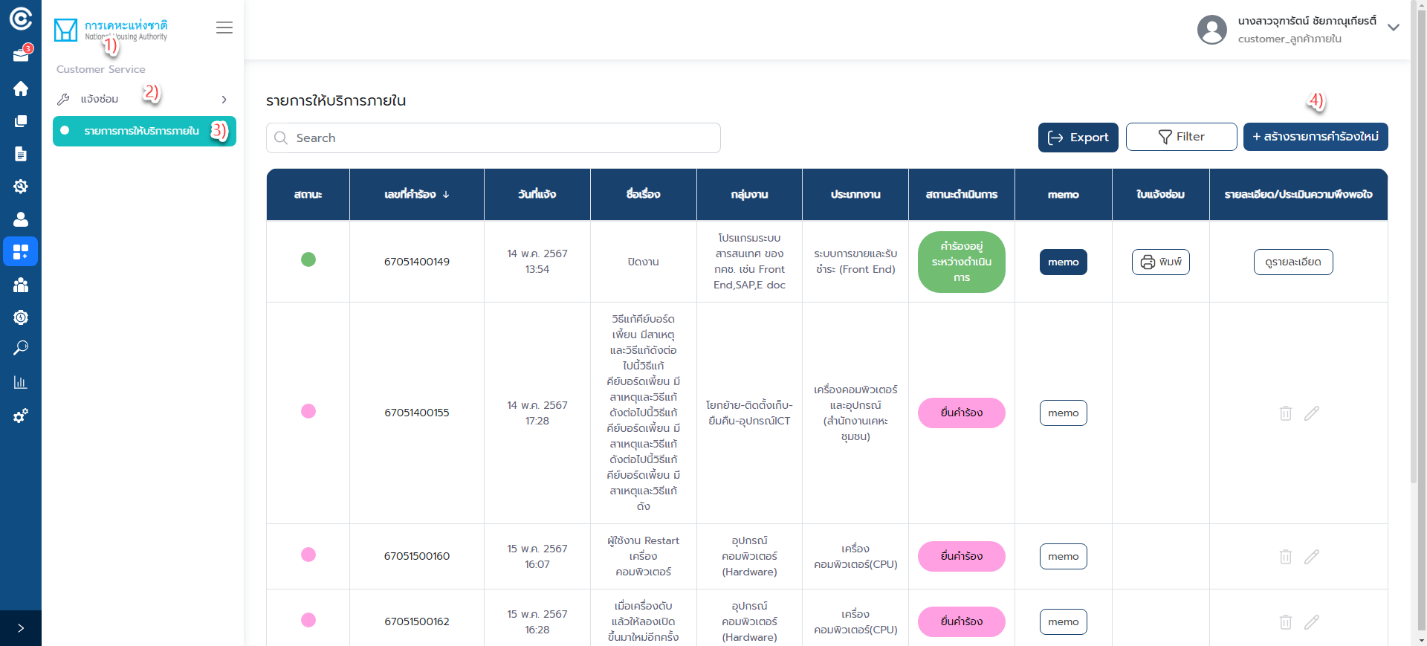 3
การเคหะแห่งชาติ
National Housing Authority
1)
Customer Service
แจ้งซ่อม
2)
รายการการให้บริการภายใน
3)
นางสาวจุฑารัตน์ ชัยภาณุเกียรติ์
customer_ลูกค้าภายใน
รายการให้บริการภายใน
4)
Search
Export
Filter
+ สร้างรายการคำร้องใหม่
สถานะ
เลขที่คำร้อง ↓
วันที่แจ้ง
ชื่อเรื่อง
กลุ่มงาน
ประเภทงาน
สถานะดำเนินการ
memo
ใบแจ้งซ่อม
รายละเอียด/ประเมินความพึงพอใจ
67051400149
14 พ.ค. 2567
13:54
ปิดงาน
โปรแกรมระบบ
สารสนเทศ ของ
กคช. เช่น Front
End,SAP,E doc
ระบบการขายและรับ
ชำระ (Front End)
คำร้องอยู่
ระหว่างดำเนิน
การ
memo
พิมพ์
ดูรายละเอียด
67051400155
14 พ.ค. 2567
17:28
วิธีแก้คีย์บอร์ด
เพี้ยน มีสาเหตุ
และวิธีแก้ดังต่อ
ไปนี้วิธีแก้
คีย์บอร์ดเพี้ยน มี
สาเหตุและวิธีแก้
ดังต่อไปนี้วิธีแก้
คีย์บอร์ดเพี้ยน มี
สาเหตุและวิธีแก้
ดังต่อไปนี้วิธีแก้
คีย์บอร์ดเพี้ยน มี
สาเหตุและวิธีแก้
ดัง
โยกย้าย-ติดตั้งเก็บ-
ยืมคืน-อุปกรณ์ICT
เครื่องคอมพิวเตอร์
และอุปกรณ์
(สำนักงานเคหะ
ชุมชน)
ยื่นคำร้อง
memo
67051500160
15 พ.ค. 2567
16:07
ผู้ใช้งาน Restart
เครื่อง
คอมพิวเตอร์
อุปกรณ์
คอมพิวเตอร์
(Hardware)
เครื่อง
คอมพิวเตอร์(CPU)
ยื่นคำร้อง
memo
67051500162
15 พ.ค. 2567
16:28
เมื่อเครื่องดับ
แล้วให้ลองเปิด
ขึ้นมาใหม่อีกครั้ง
อุปกรณ์
คอมพิวเตอร์
(Hardware)
เครื่อง
คอมพิวเตอร์(CPU)
ยื่นคำร้อง
memo